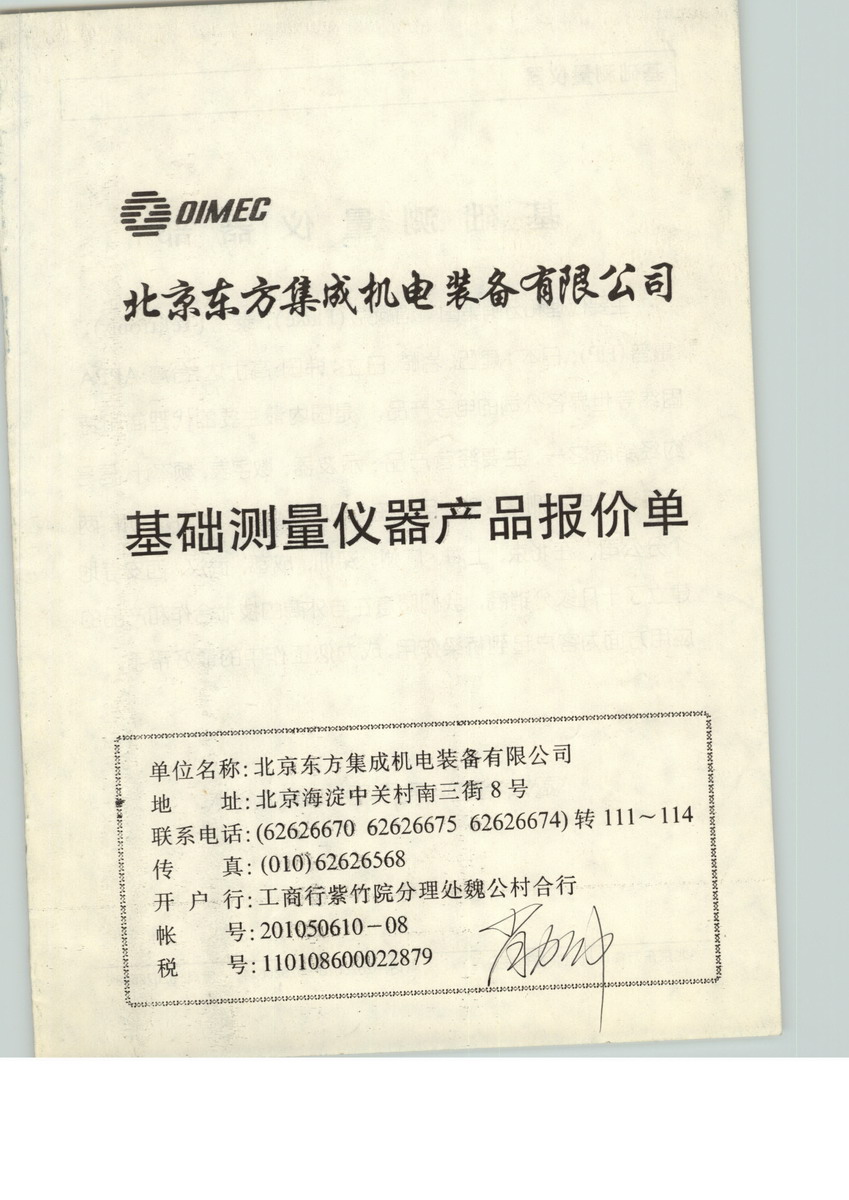 OIMEC
北京东方集成机电装备有限公司
基础测量仪器产品报价单
单位名称:北京东方集成机电装备有限公司
地 址:北京海淀中关村南三街8号
联系电话:(62626670 62626675 62626674)转 111~114
传 真:(010)62626568
开 户 行:工商行紫竹院分理处魏公村合行
帐 号:201050610-08
税 号:110108600022879